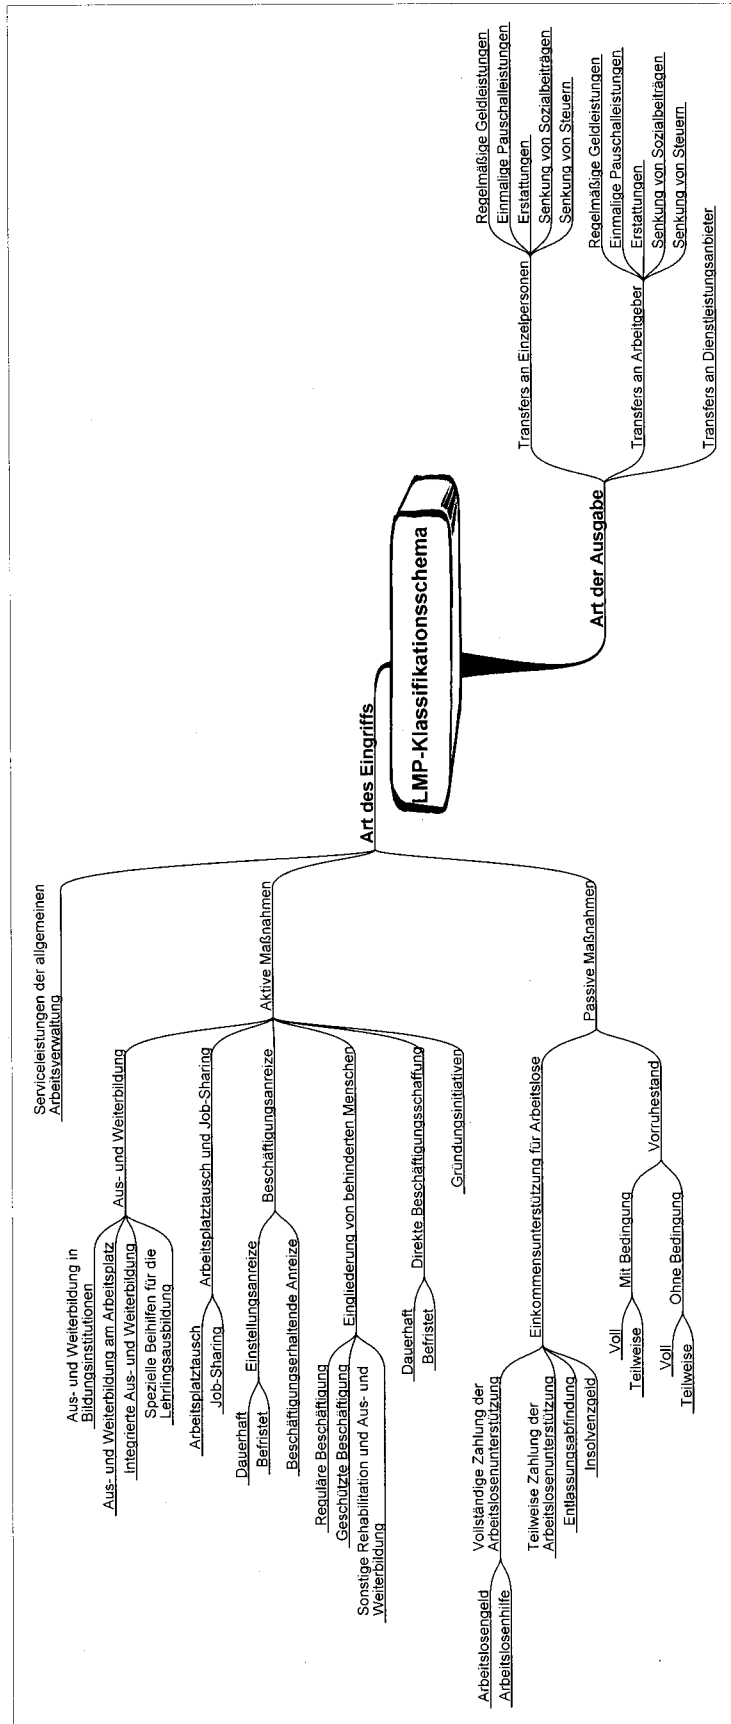 LMP-Klassifikationsschema
Art des Eingriffs
Serviceleistungen der allgemeinen
Arbeitsverwaltung
Aktive Maßnahmen
Aus- und Weiterbildung
Aus- und Weiterbildung in
Bildungsinstitutionen
Aus- und Weiterbildung am Arbeitsplatz
Integrierte Aus- und Weiterbildung
Spezielle Beihilfen für die
Lehrlingsausbildung
Arbeitsplatztausch und Job-Sharing
Arbeitsplatztausch
Job-Sharing
Beschäftigungsanreize
Einstellungsanreize
Dauerhaft
Befristet
Beschäftigungserhaltende Anreize
Eingliederung von behinderten Menschen
Reguläre Beschäftigung
Geschützte Beschäftigung
Sonstige Rehabilitation und Aus- und
Weiterbildung
Direkte Beschäftigungsschaffung
Dauerhaft
Befristet
Gründungsinitiativen
Passive Maßnahmen
Einkommensunterstützung für Arbeitslose
Vollständige Zahlung der
Arbeitslosenunterstützung
Arbeitslosengeld
Arbeitslosenhilfe
Teilweise Zahlung der
Arbeitslosenunterstützung
Entlassungsabfindung
Insolvenzgeld
Vorruhestand
Mit Bedingung
Voll
Teilweise
Ohne Bedingung
Voll
Teilweise
Art der Ausgabe
Transfers an Einzelpersonen
Regelmäßige Geldleistungen
Einmalige Pauschalleistungen
Erstattungen
Senkung von Sozialbeiträgen
Senkung von Steuern
Transfers an Arbeitgeber
Regelmäßige Geldleistungen
Einmalige Pauschalleistungen
Erstattungen
Senkung von Sozialbeiträgen
Senkung von Steuern
Transfers an Dienstleistungsanbieter